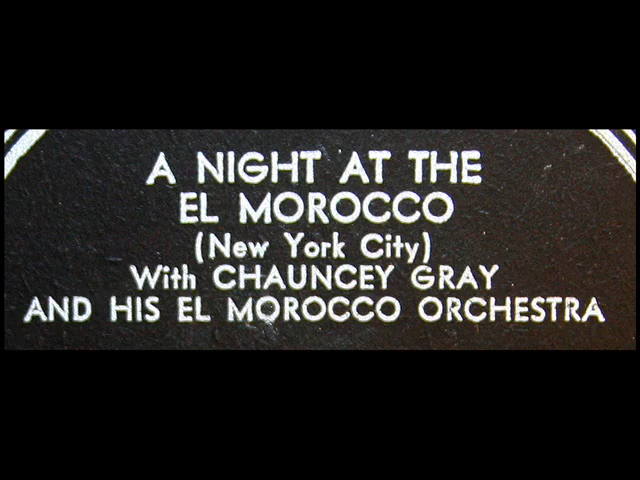 A NIGHT AT THE
EL MOROCCO
(New York City)
With CHAUNCEY GRAY
AND HIS EL MOROCCO ORCHESTRA